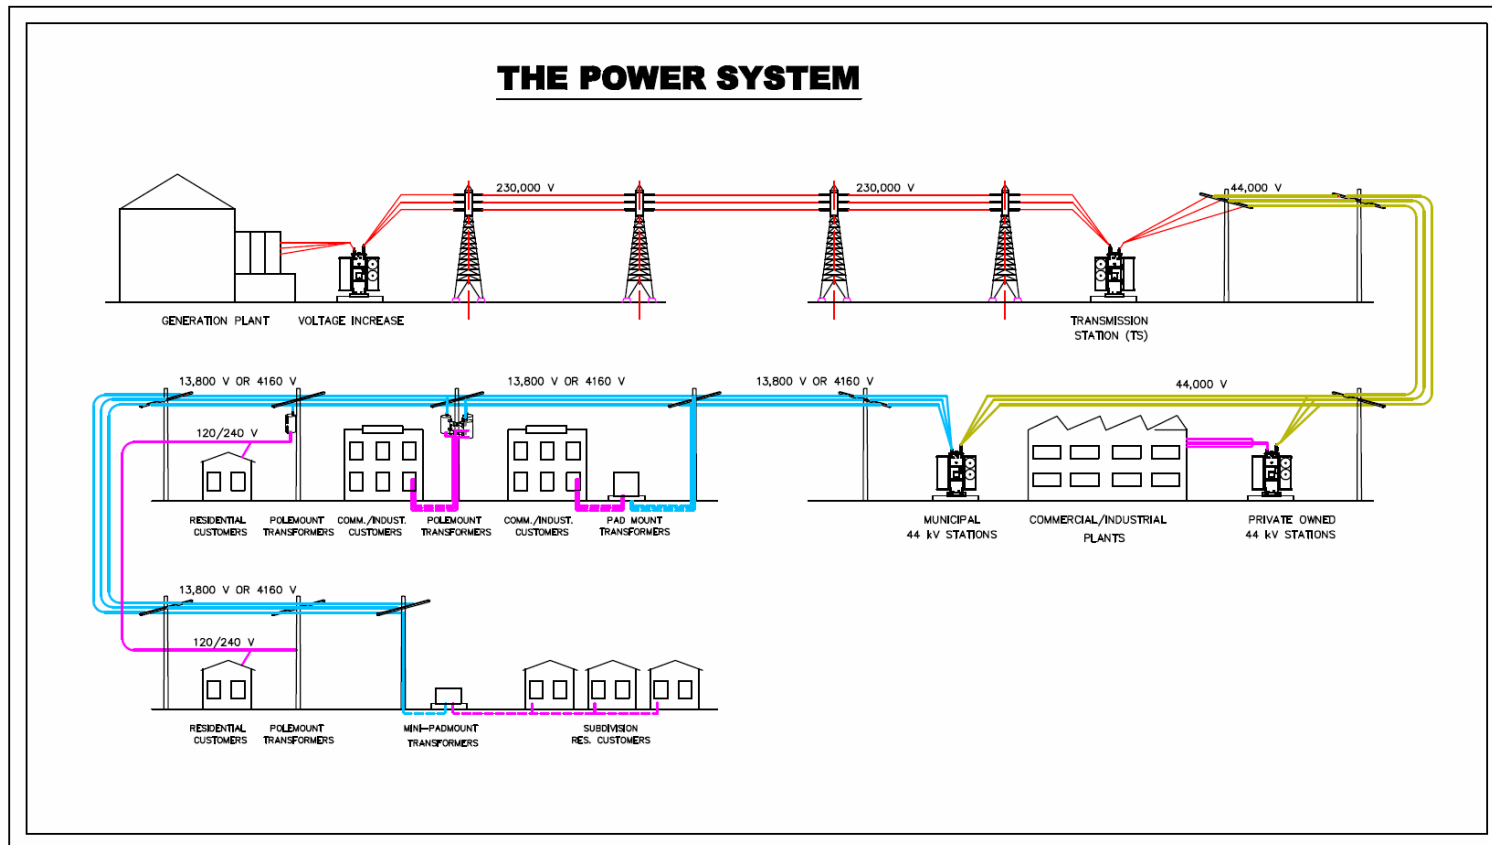 THE POWER SYSTEM
230,000 V
230,000 V
44,000 V
GENERATION PLANT
VOLTAGE INCREASE
TRANSMISSION
STATION (TS)
13,800 V OR 4160 V
13,800 V OR 4160 V
13,800 V OR 4160 V
44,000 V
120/240 V
RESIDENTIAL
CUSTOMERS
POLEMOUNT
TRANSFORMERS
COMM./INDUST.
CUSTOMERS
POLEMOUNT
TRANSFORMERS
COMM./INDUST.
CUSTOMERS
PAD MOUNT
TRANSFORMERS
MUNICIPAL
44 kV STATIONS
COMMERCIAL/INDUSTRIAL
PLANTS
PRIVATE OWNED
44 kV STATIONS
13,800 V OR 4160 V
120/240 V
RESIDENTIAL
CUSTOMERS
POLEMOUNT
TRANSFORMERS
MINI-PADMOUNT
TRANSFORMERS
SUBDIVISION
RES. CUSTOMERS